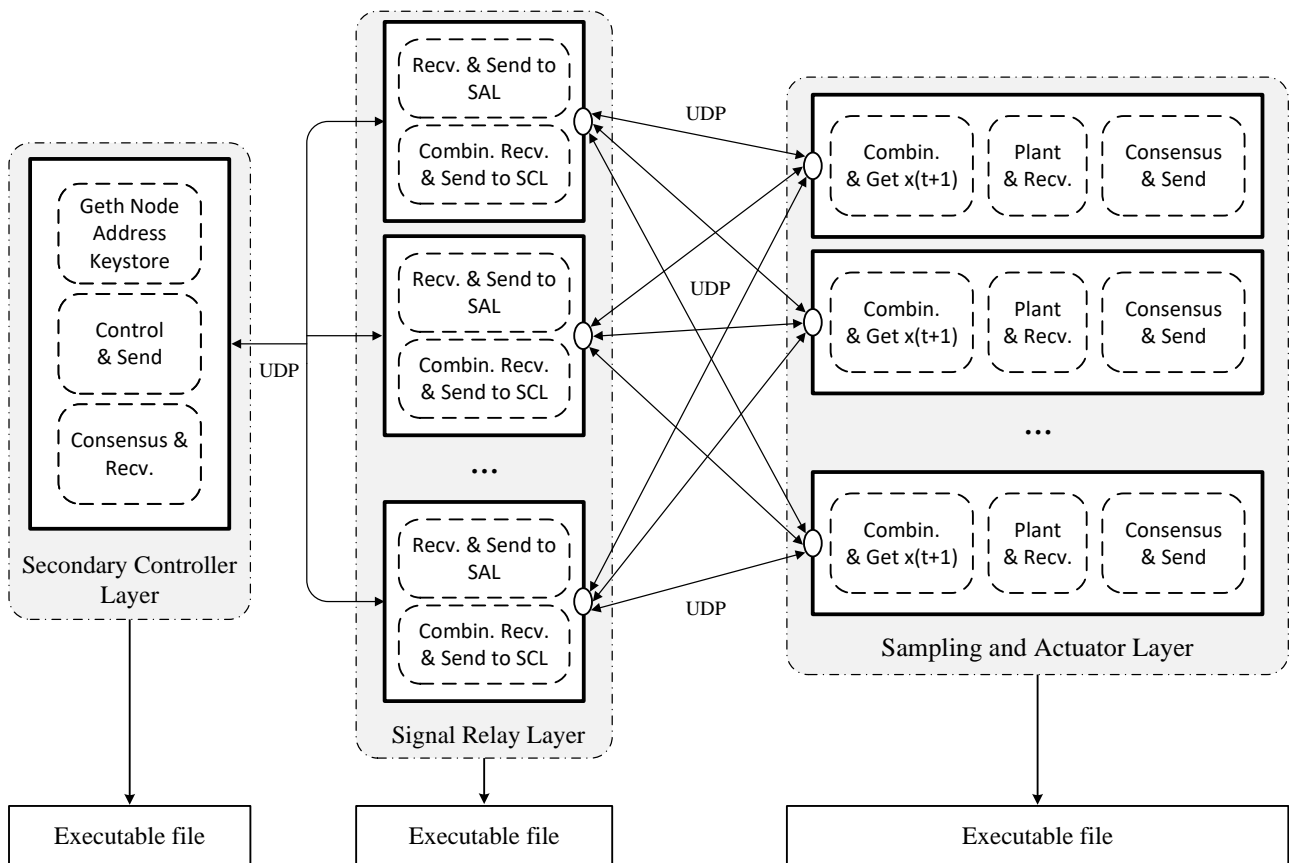 Geth Node
Address
Keystore
Control
& Send
Consensus &
Recv.
Secondary Controller
Layer
UDP
Recv. & Send to
SAL
Combin. Recv.
& Send to SCL
Recv. & Send to
SAL
Combin. Recv.
& Send to SCL
...
Recv. & Send to
SAL
Combin. Recv.
& Send to SCL
Signal Relay Layer
UDP
UDP
UDP
Combin.
& Get x(t+1)
Plant
& Recv.
Consensus
& Send
Combin.
& Get x(t+1)
Plant
& Recv.
Consensus
& Send
...
Combin.
& Get x(t+1)
Plant
& Recv.
Consensus
& Send
Sampling and Actuator Layer
Executable file
Executable file
Executable file